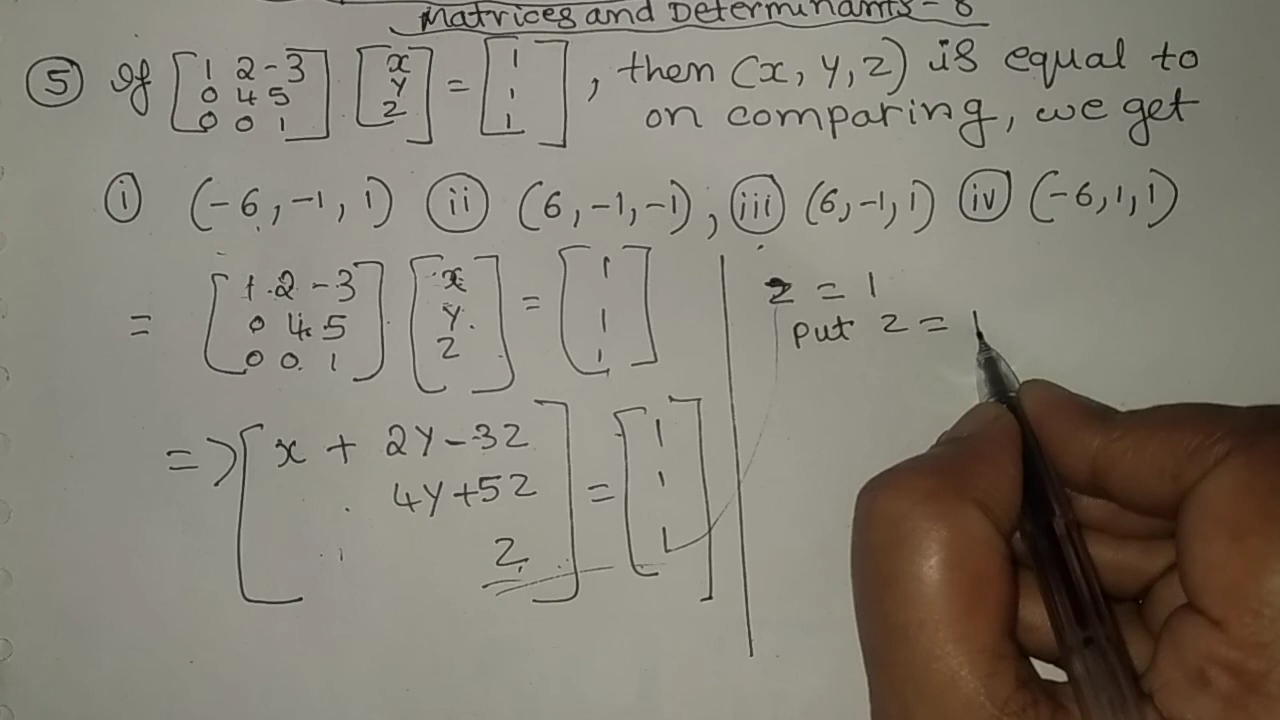 Matrices and Determinants - 8
⑤ If [ 1 2 -3 ] [ x ] = [ 1 ] , then (x, y, z) is equal to
[ 0 4 5 ] [ y ] [ 1 ] on comparing, we get
[ 0 0 1 ] [ z ] [ 1 ]
ⓘ (-6, -1, 1) ⓘⓘ (6, -1, -1), ⓘⓘⓘ (6, -1, 1) ⓘⓥ (-6, 1, 1)
= [ 1 2 -3 ] [ x ] = [ 1 ]
[ 0 4 5 ] [ y ] [ 1 ]
[ 0 0 1 ] [ z ] [ 1 ]
=> [ x + 2y - 3z ] = [ 1 ]
[ 4y + 5z ] [ 1 ]
[ z ] [ 1 ]
z = 1
put z = 1